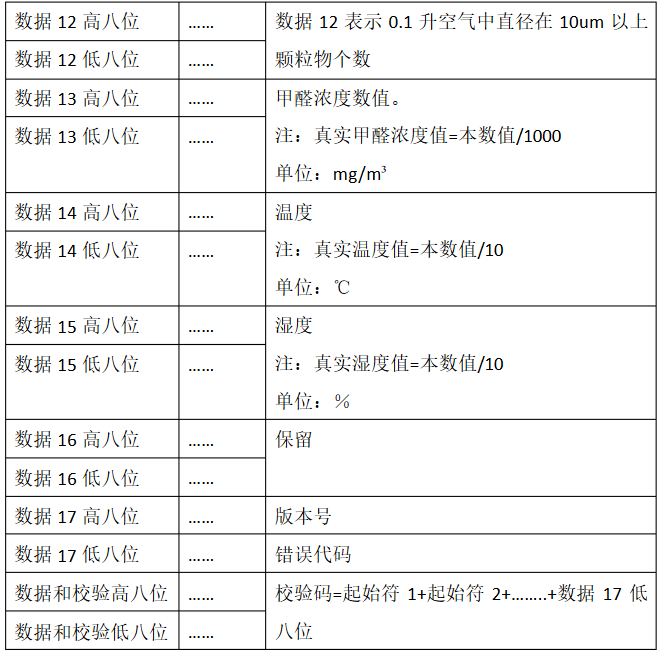 数据 12 高八位 …… 数据 12 表示 0.1 升空气中直径在 10um 以上
数据 12 低八位 …… 颗粒物个数
数据 13 高八位 …… 甲醛浓度数值。
数据 13 低八位 …… 注：真实甲醛浓度值=本数值/1000
单位：mg/m³
数据 14 高八位 …… 温度
数据 14 低八位 …… 注：真实温度值=本数值/10
单位：℃
数据 15 高八位 …… 湿度
数据 15 低八位 …… 注：真实湿度值=本数值/10
单位：％
数据 16 高八位 …… 保留
数据 16 低八位 ……
数据 17 高八位 …… 版本号
数据 17 低八位 …… 错误代码
数据和校验高八位 …… 校验码=起始符 1+起始符 2+……..+数据 17 低
数据和校验低八位 …… 八位